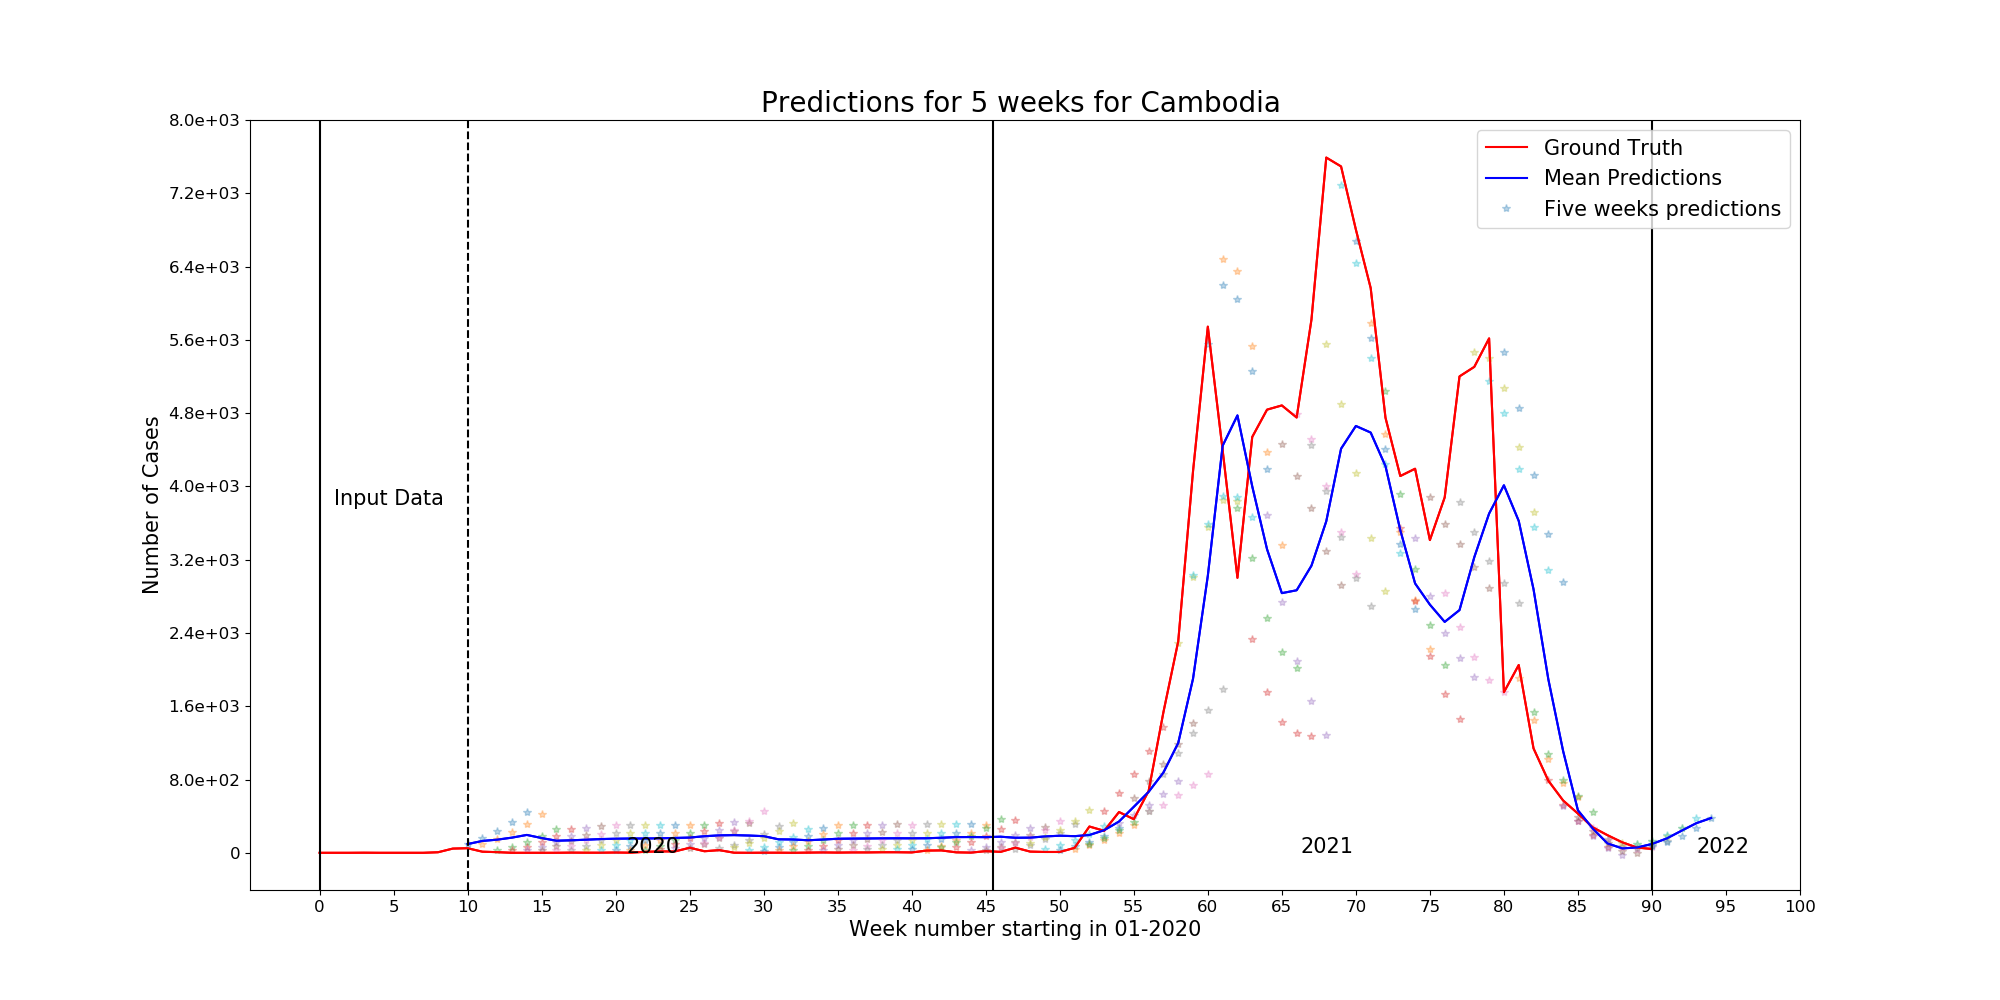 Predictions for 5 weeks for Cambodia
8.0e+03
7.2e+03
6.4e+03
5.6e+03
4.8e+03
4.0e+03
3.2e+03
2.4e+03
1.6e+03
8.0e+02
0
Number of Cases
Ground Truth
Mean Predictions
Five weeks predictions
Input Data
2020
2021
2022
0 5 10 15 20 25 30 35 40 45 50 55 60 65 70 75 80 85 90 95 100
Week number starting in 01-2020